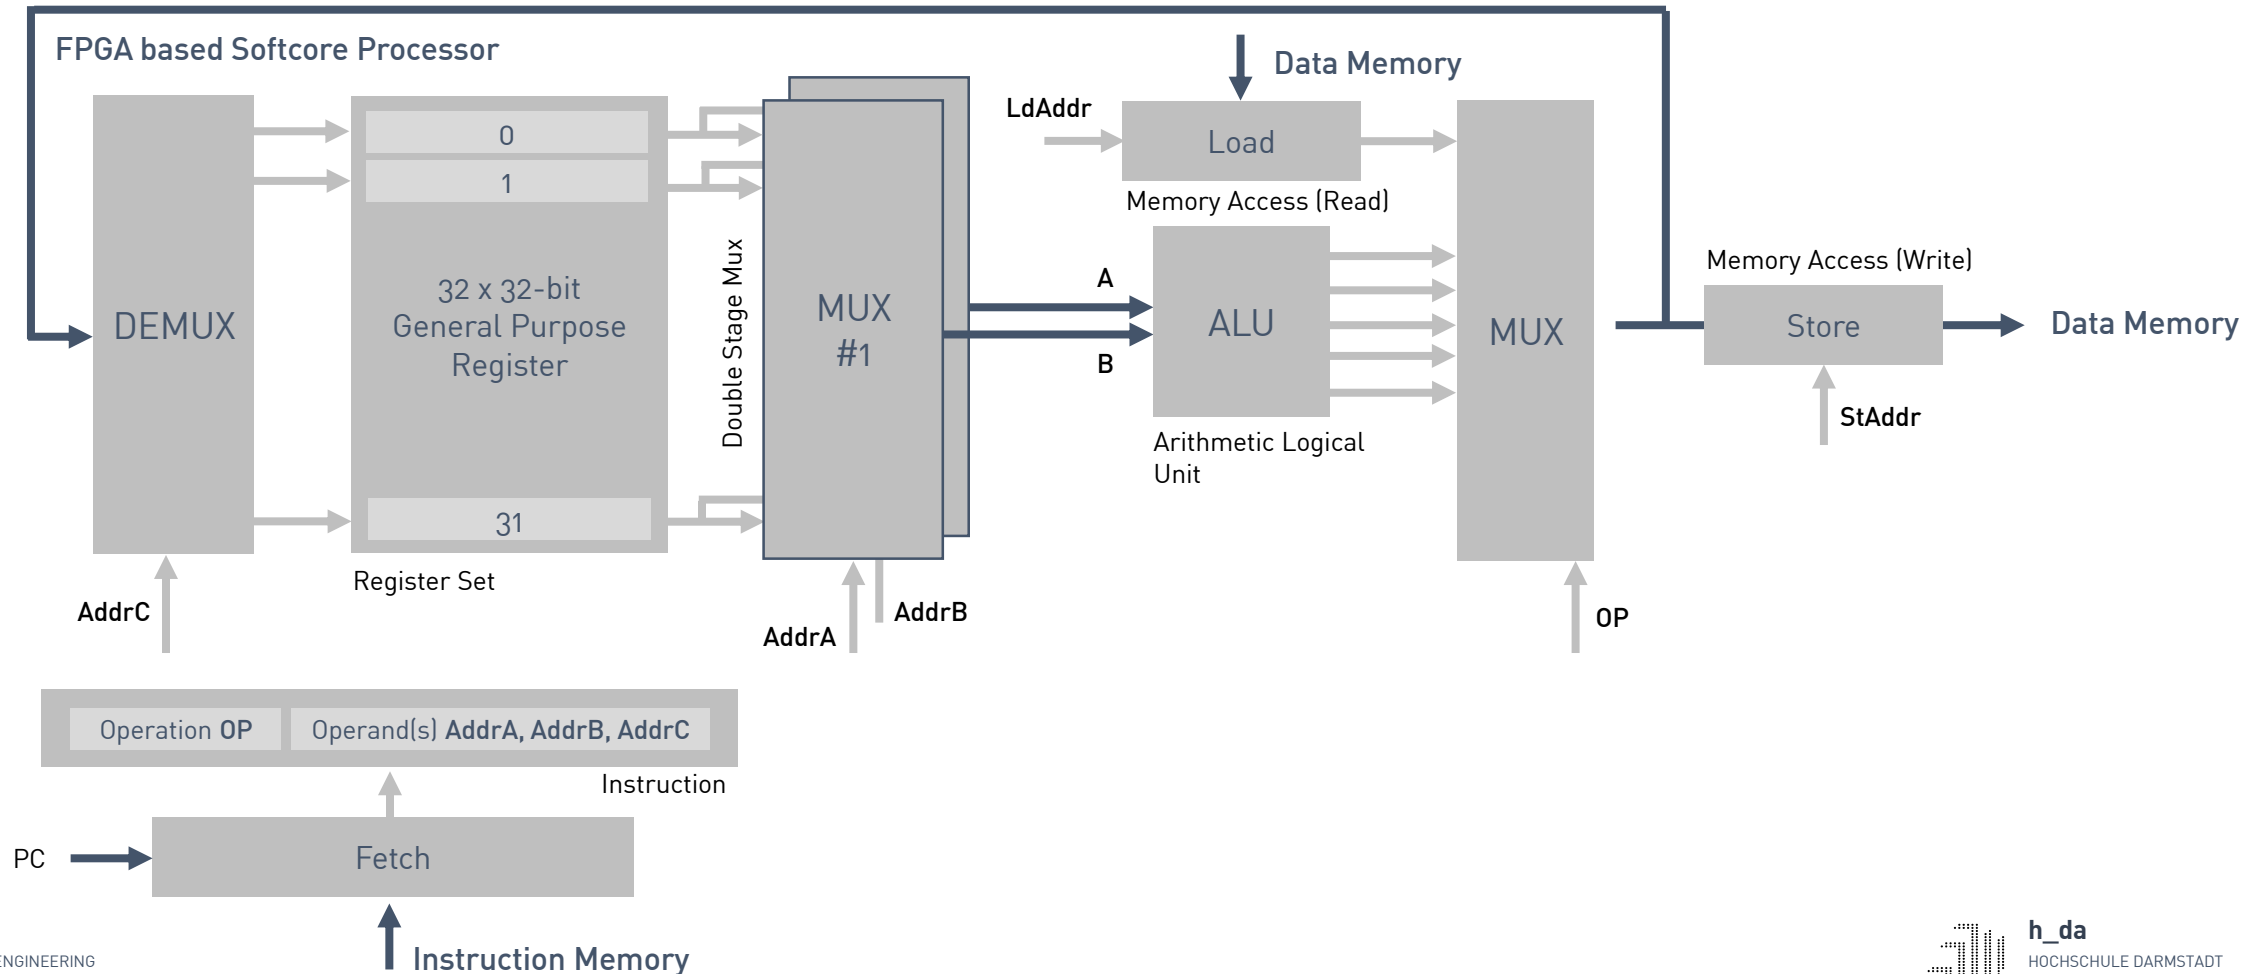 FPGA based Softcore Processor
Data Memory
LdAddr
Load
Memory Access (Read)
0
1
32 x 32-bit
General Purpose
Register
31
Register Set
DEMUX
AddrC
Double Stage Mux
MUX
#1
AddrA
AddrB
A
B
ALU
Arithmetic Logical
Unit
MUX
OP
Memory Access (Write)
Store
StAddr
Data Memory
Operation OP
Operand(s) AddrA, AddrB, AddrC
Instruction
PC
Fetch
Instruction Memory
h_da
HOCHSCHULE DARMSTADT